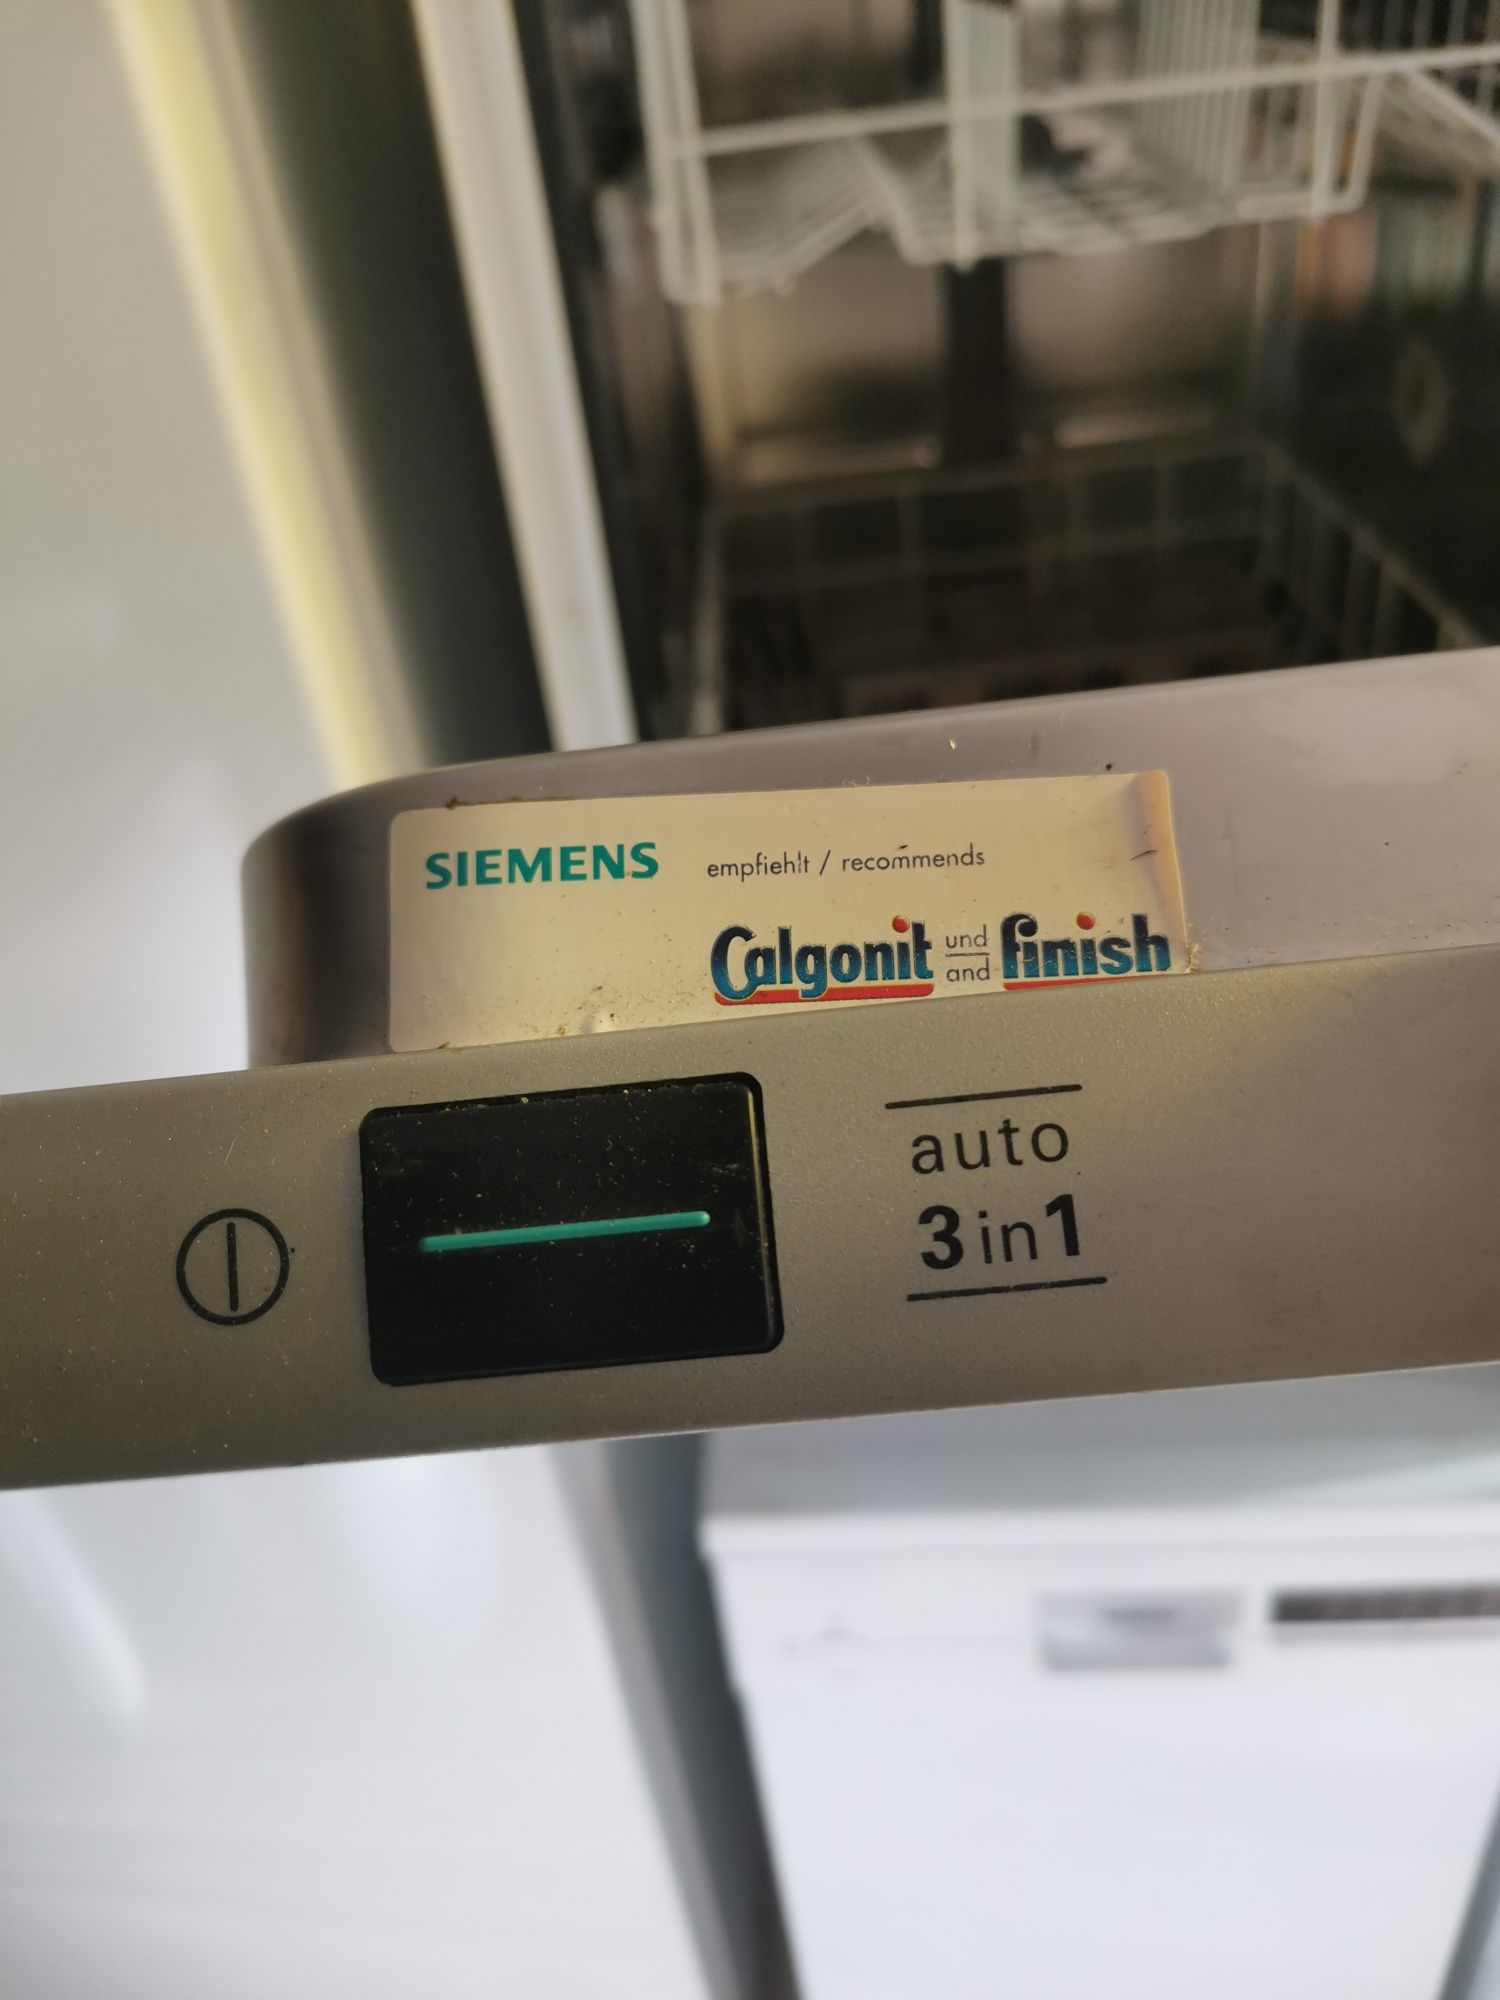 SIEMENS empfiehlt / recommends
Calgonit und and finish
auto
3in1